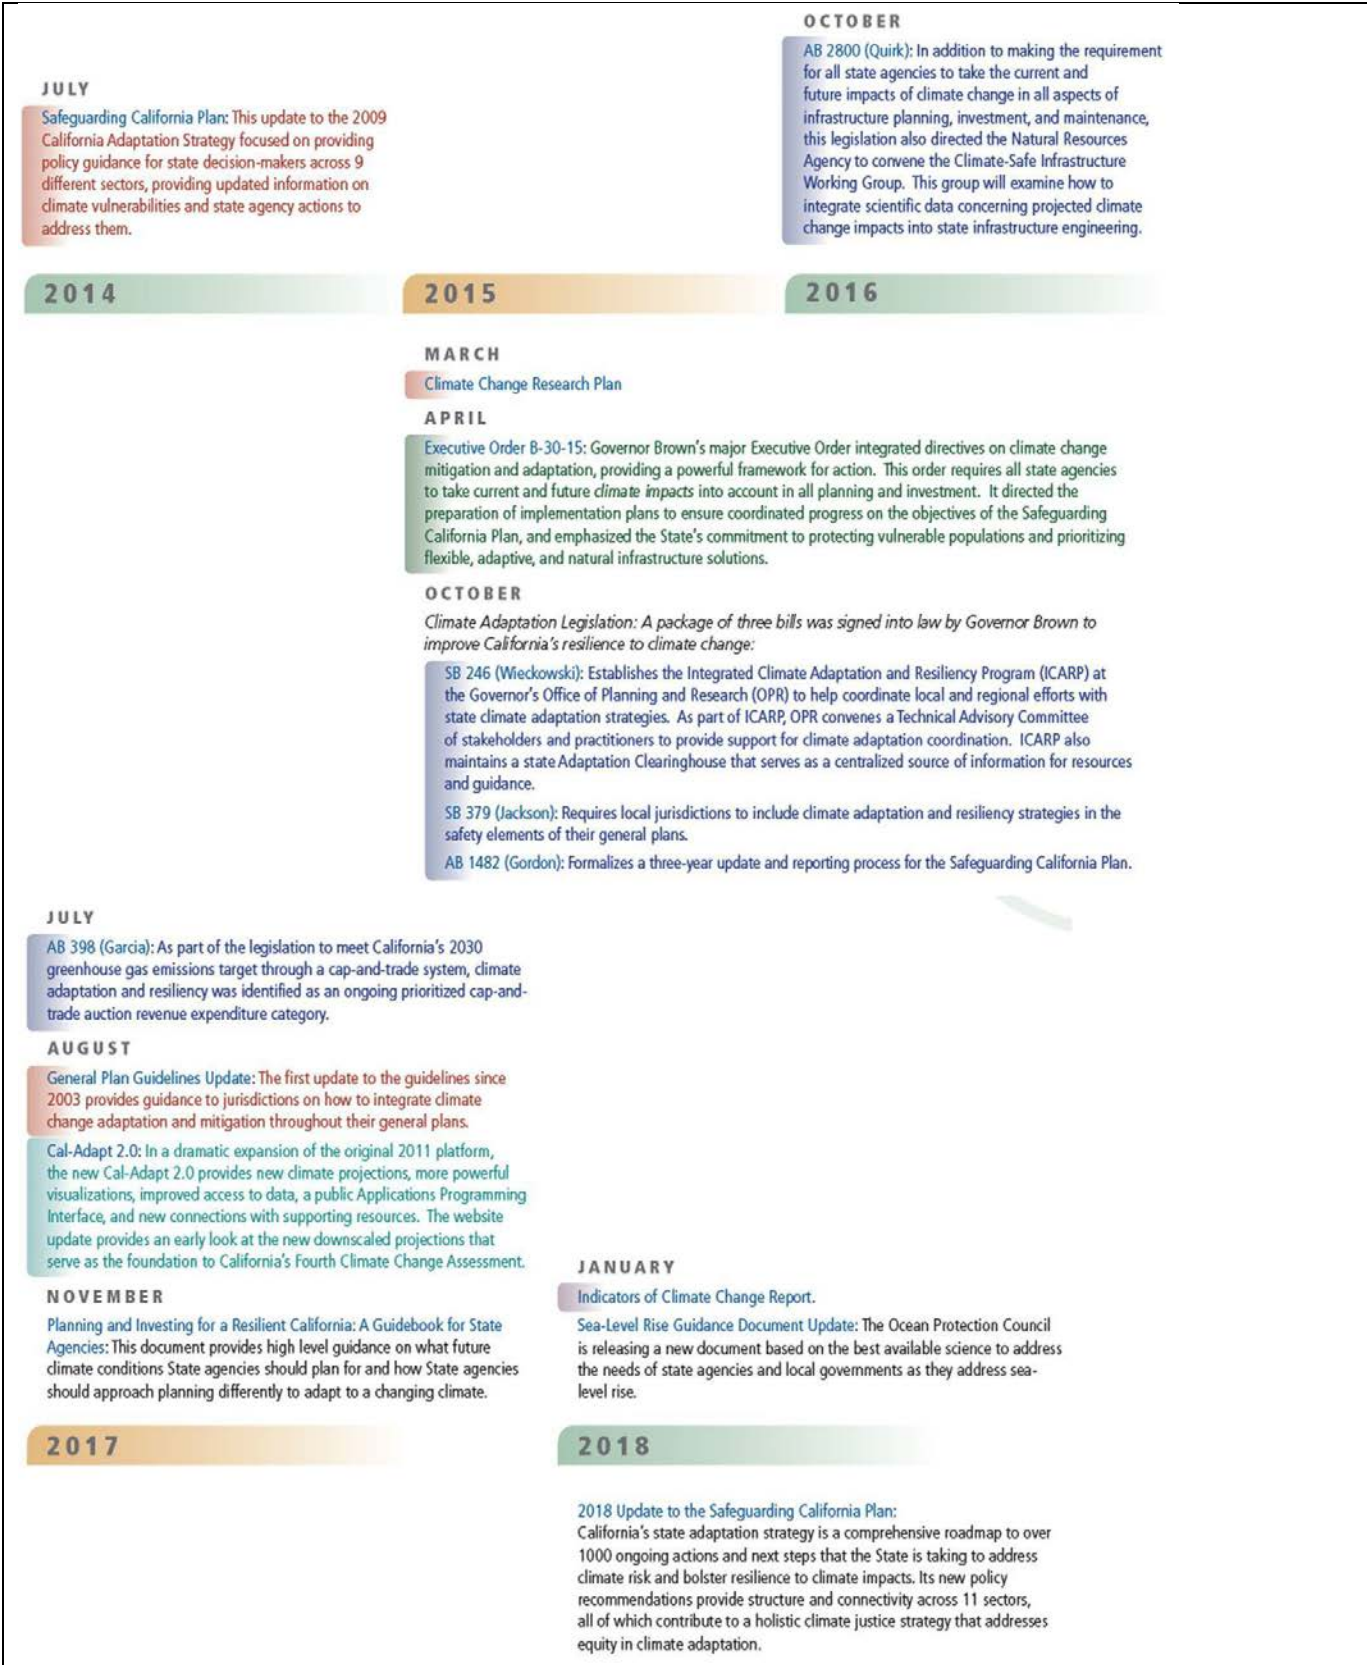 JULY
Safeguarding California Plan: This update to the 2009
California Adaptation Strategy focused on providing
policy guidance for state decision-makers across 9
different sectors, providing updated information on
climate vulnerabilities and state agency actions to
address them.
OCTOBER
AB 2800 (Quirk): In addition to making the requirement
for all state agencies to take the current and
future impacts of climate change in all aspects of
infrastructure planning, investment, and maintenance,
this legislation also directed the Natural Resources
Agency to convene the Climate-Safe Infrastructure
Working Group. This group will examine how to
integrate scientific data concerning projected climate
change impacts into state infrastructure engineering.
2014
2015
2016
MARCH
Climate Change Research Plan
APRIL
Executive Order B-30-15: Governor Brown's major Executive Order integrated directives on climate change
mitigation and adaptation, providing a powerful framework for action. This order requires all state agencies
to take current and future climate impacts into account in all planning and investment. It directed the
preparation of implementation plans to ensure coordinated progress on the objectives of the Safeguarding
California Plan, and emphasized the State's commitment to protecting vulnerable populations and prioritizing
flexible, adaptive, and natural infrastructure solutions.
OCTOBER
Climate Adaptation Legislation: A package of three bills was signed into law by Governor Brown to
improve California's resilience to climate change:
SB 246 (Wieckowski): Establishes the Integrated Climate Adaptation and Resiliency Program (ICARP) at
the Governor's Office of Planning and Research (OPR) to help coordinate local and regional efforts with
state climate adaptation strategies. As part of ICARP, OPR convenes a Technical Advisory Committee
of stakeholders and practitioners to provide support for climate adaptation coordination. ICARP also
maintains a state Adaptation Clearinghouse that serves as a centralized source of information for resources
and guidance.
SB 379 (Jackson): Requires local jurisdictions to include climate adaptation and resiliency strategies in the
safety elements of their general plans.
AB 1482 (Gordon): Formalizes a three-year update and reporting process for the Safeguarding California Plan.
JULY
AB 398 (Garcia): As part of the legislation to meet California's 2030
greenhouse gas emissions target through a cap-and-trade system, climate
adaptation and resiliency was identified as an ongoing prioritized cap-and-
trade auction revenue expenditure category.
AUGUST
General Plan Guidelines Update: The first update to the guidelines since
2003 provides guidance to jurisdictions on how to integrate climate
change adaptation and mitigation throughout their general plans.
Cal-Adapt 2.0: In a dramatic expansion of the original 2011 platform,
the new Cal-Adapt 2.0 provides new climate projections, more powerful
visualizations, improved access to data, a public Applications Programming
Interface, and new connections with supporting resources. The website
update provides an early look at the new downscaled projections that
serve as the foundation to California's Fourth Climate Change Assessment.
NOVEMBER
Planning and Investing for a Resilient California: A Guidebook for State
Agencies: This document provides high level guidance on what future
climate conditions State agencies should plan for and how State agencies
should approach planning differently to adapt to a changing climate.
JANUARY
Indicators of Climate Change Report.
Sea-Level Rise Guidance Document Update: The Ocean Protection Council
is releasing a new document based on the best available science to address
the needs of state agencies and local governments as they address sea-
level rise.
2017
2018
2018 Update to the Safeguarding California Plan:
California's state adaptation strategy is a comprehensive roadmap to over
1000 ongoing actions and next steps that the State is taking to address
climate risk and bolster resilience to climate impacts. Its new policy
recommendations provide structure and connectivity across 11 sectors,
all of which contribute to a holistic climate justice strategy that addresses
equity in climate adaptation.